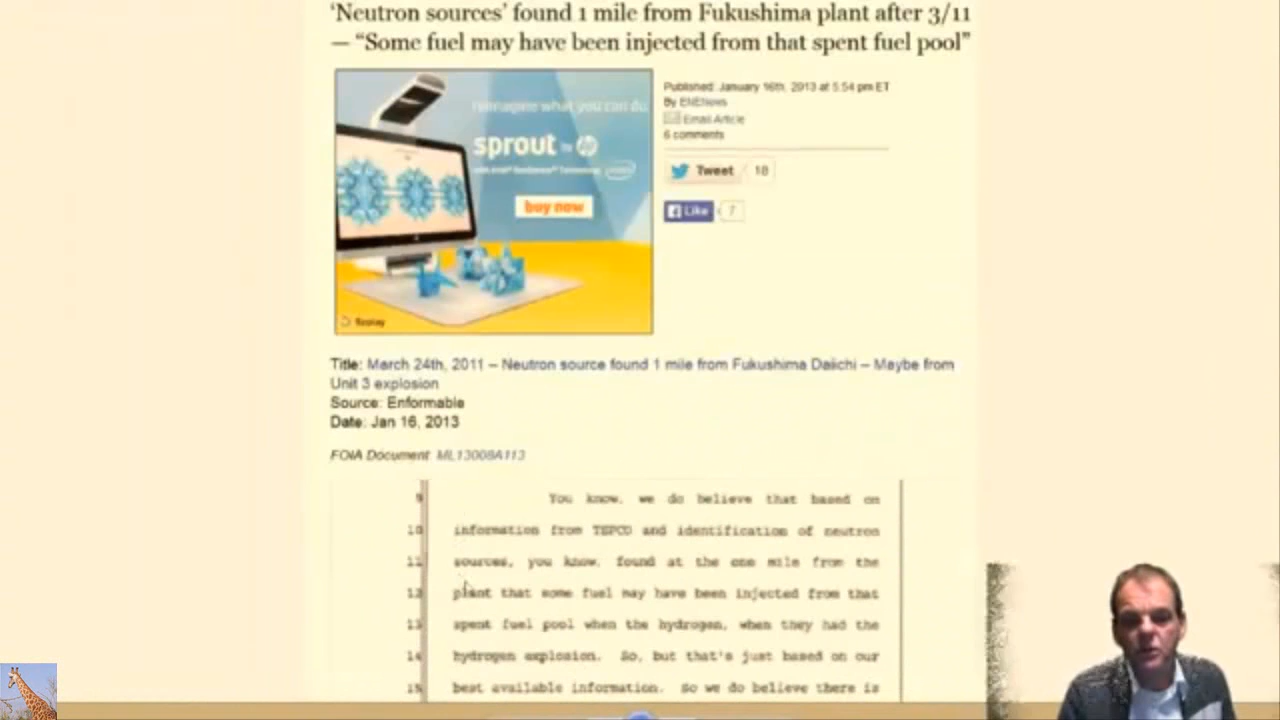 ‘Neutron sources’ found 1 mile from Fukushima plant after 3/11
— “Some fuel may have been injected from that spent fuel pool”
reimagine what you can do.
sprout by hp
buy now
Replay
Published: January 16th, 2013 at 5:54 pm ET
By ENENews
Email Article
6 comments
Tweet 18
Like 7
Title: March 24th, 2011 – Neutron source found 1 mile from Fukushima Daiichi – Maybe from
Unit 3 explosion
Source: Enformable
Date: Jan 16, 2013
FOIA Document ML13008A113
9 You know, we do believe that based on
10 information from TEPCO and identification of neutron
11 sources, you know, found at the one mile from the
12 plant that some fuel may have been injected from that
13 spent fuel pool when the hydrogen, when they had the
14 hydrogen explosion. So, but that's just based on our
15 best available information. So we do believe there is